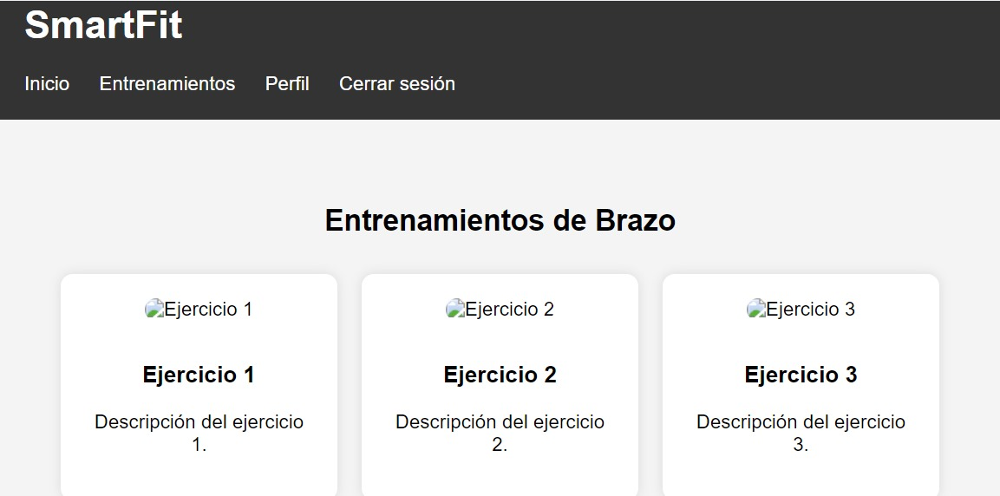 SmartFit
Inicio Entrenamientos Perfil Cerrar sesión
Entrenamientos de Brazo
Ejercicio 1 Ejercicio 2 Ejercicio 3
Ejercicio 1
Descripción del ejercicio
1.
Ejercicio 2
Descripción del ejercicio
2.
Ejercicio 3
Descripción del ejercicio
3.